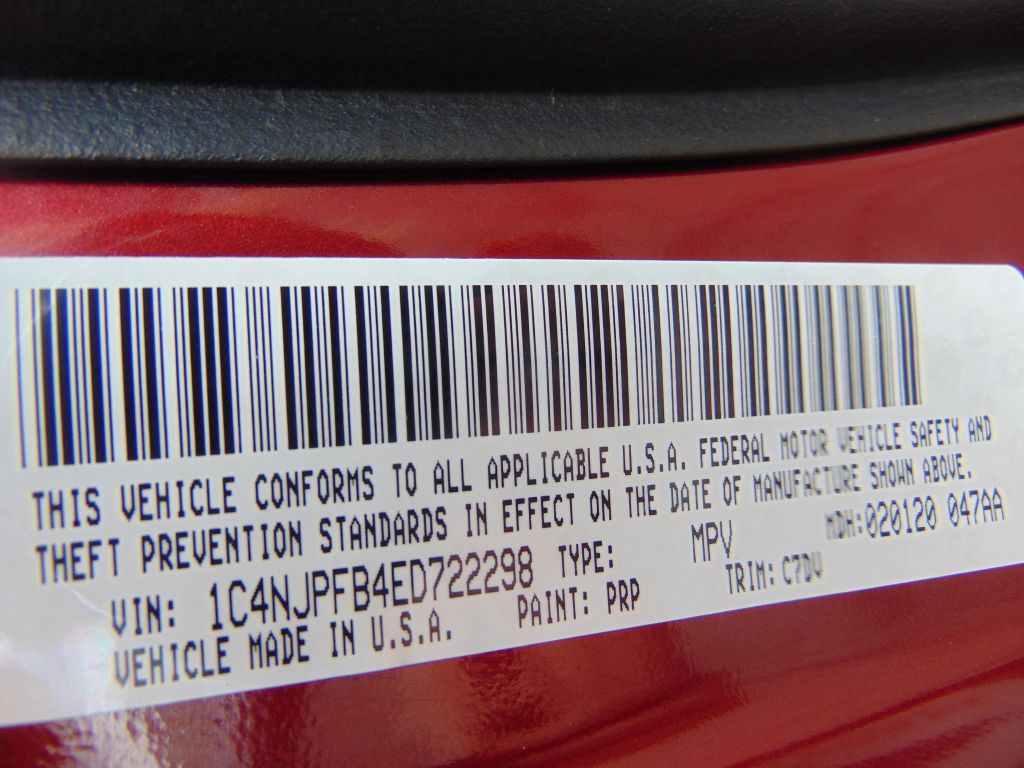 THIS VEHICLE CONFORMS TO ALL APPLICABLE U.S.A. FEDERAL MOTOR VEHICLE SAFETY AND
THEFT PREVENTION STANDARDS IN EFFECT ON THE DATE OF MANUFACTURE SHOWN ABOVE.
VIN: 1C4NJPFB4ED722298 TYPE: MPV MDH:020120 047AA
VEHICLE MADE IN U.S.A. PAINT: PRP TRIM: C7DV